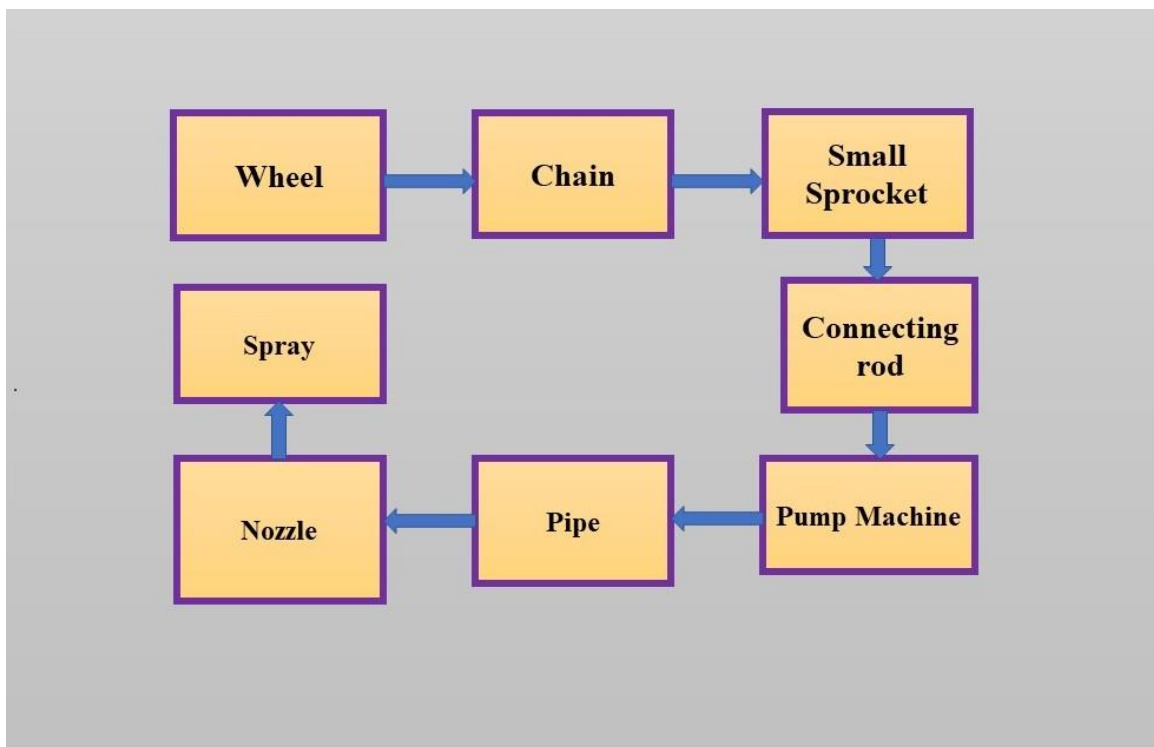 Wheel
Chain
Small
Sprocket
Connecting
rod
Pump Machine
Pipe
Nozzle
Spray